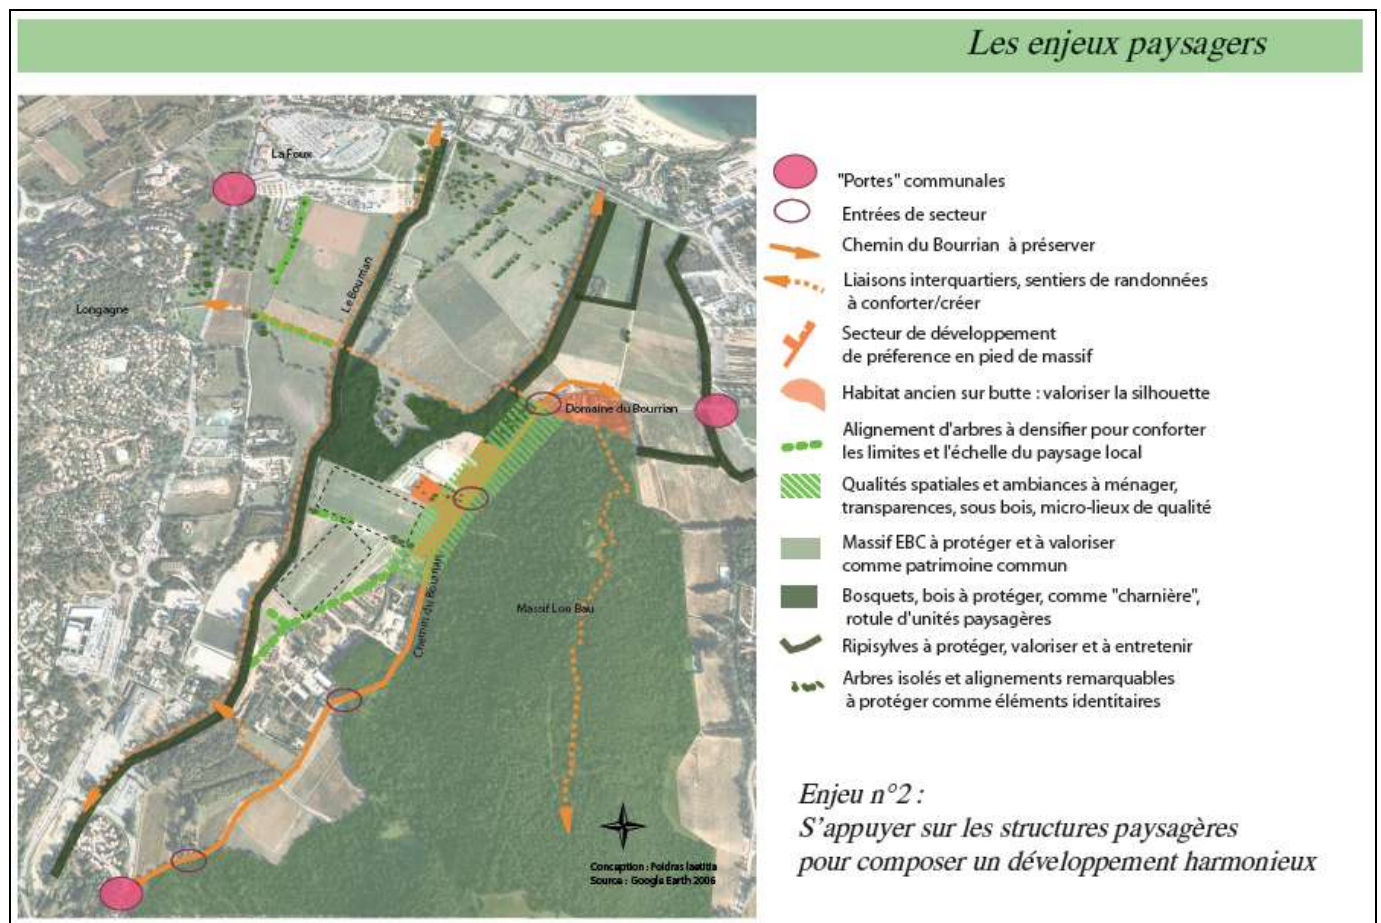 Les enjeux paysagers
La Foux
Longagne
Le Bourrian
Domaine du Bourrian
Chemin du Bourrian
Massif Lou Bau
Conception : Poidras laetitia
Source : Google Earth 2006
"Portes" communales
Entrées de secteur
Chemin du Bourrian à préserver
Liaisons interquartiers, sentiers de randonnées
à conforter/créer
Secteur de développement
de préference en pied de massif
Habitat ancien sur butte : valoriser la silhouette
Alignement d'arbres à densifier pour conforter
les limites et l'échelle du paysage local
Qualités spatiales et ambiances à ménager,
transparences, sous bois, micro-lieux de qualité
Massif EBC à protéger et à valoriser
comme patrimoine commun
Bosquets, bois à protéger, comme "charnière",
rotule d'unités paysagères
Ripisylves à protéger, valoriser et à entretenir
Arbres isolés et alignements remarquables
à protéger comme éléments identitaires
Enjeu n°2 :
S'appuyer sur les structures paysagères
pour composer un développement harmonieux